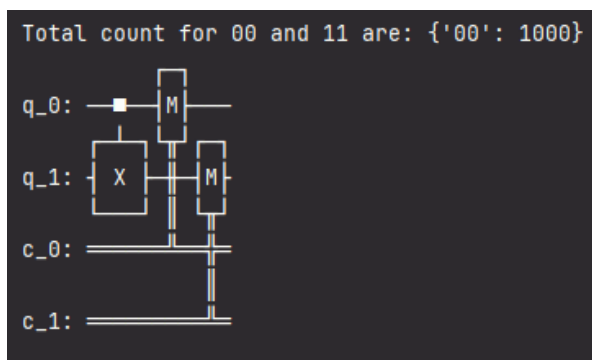 Total count for 00 and 11 are: {'00': 1000}
M
q_0:
X
M
q_1:
c_0:
c_1: